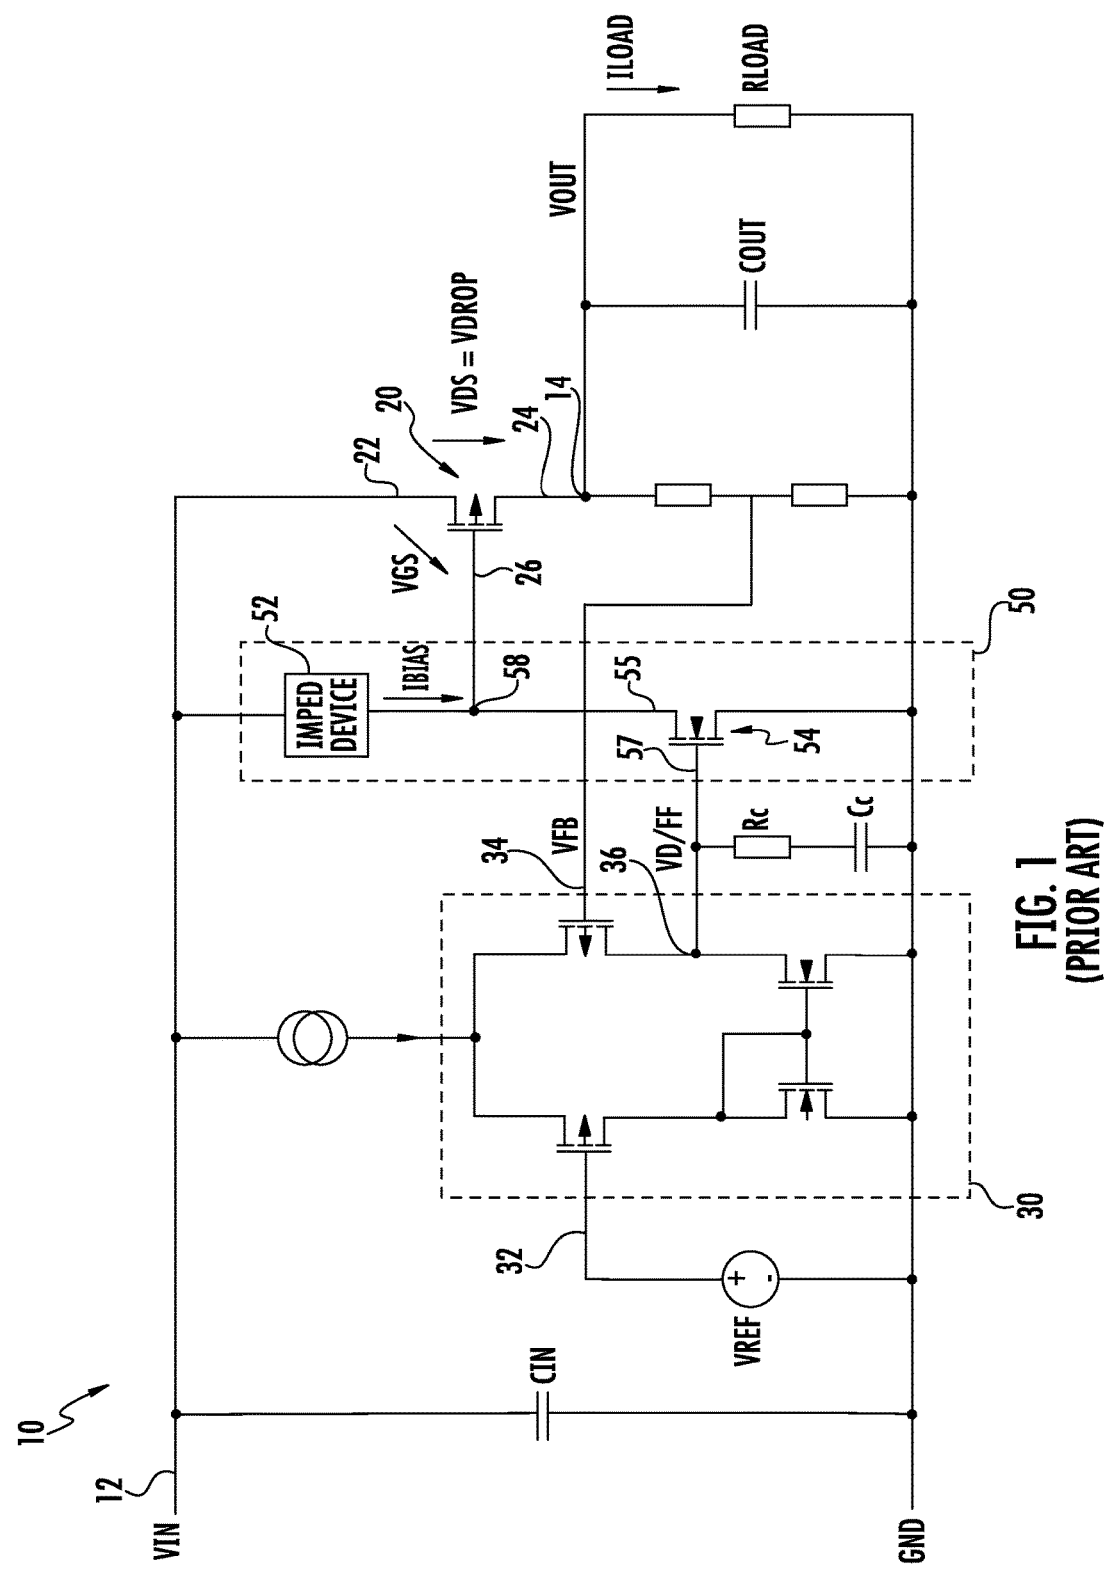 10
12
VIN
CIN
GND
VREF
+
-
32
30
34
VFB
36
VD/FF
Rc
Cc
57
54
55
58
IBIAS
IMPED
DEVICE
52
50
VGS
26
22
20
VDS = VDROP
24
14
VOUT
COUT
ILOAD
RLOAD
FIG. 1
(PRIOR ART)